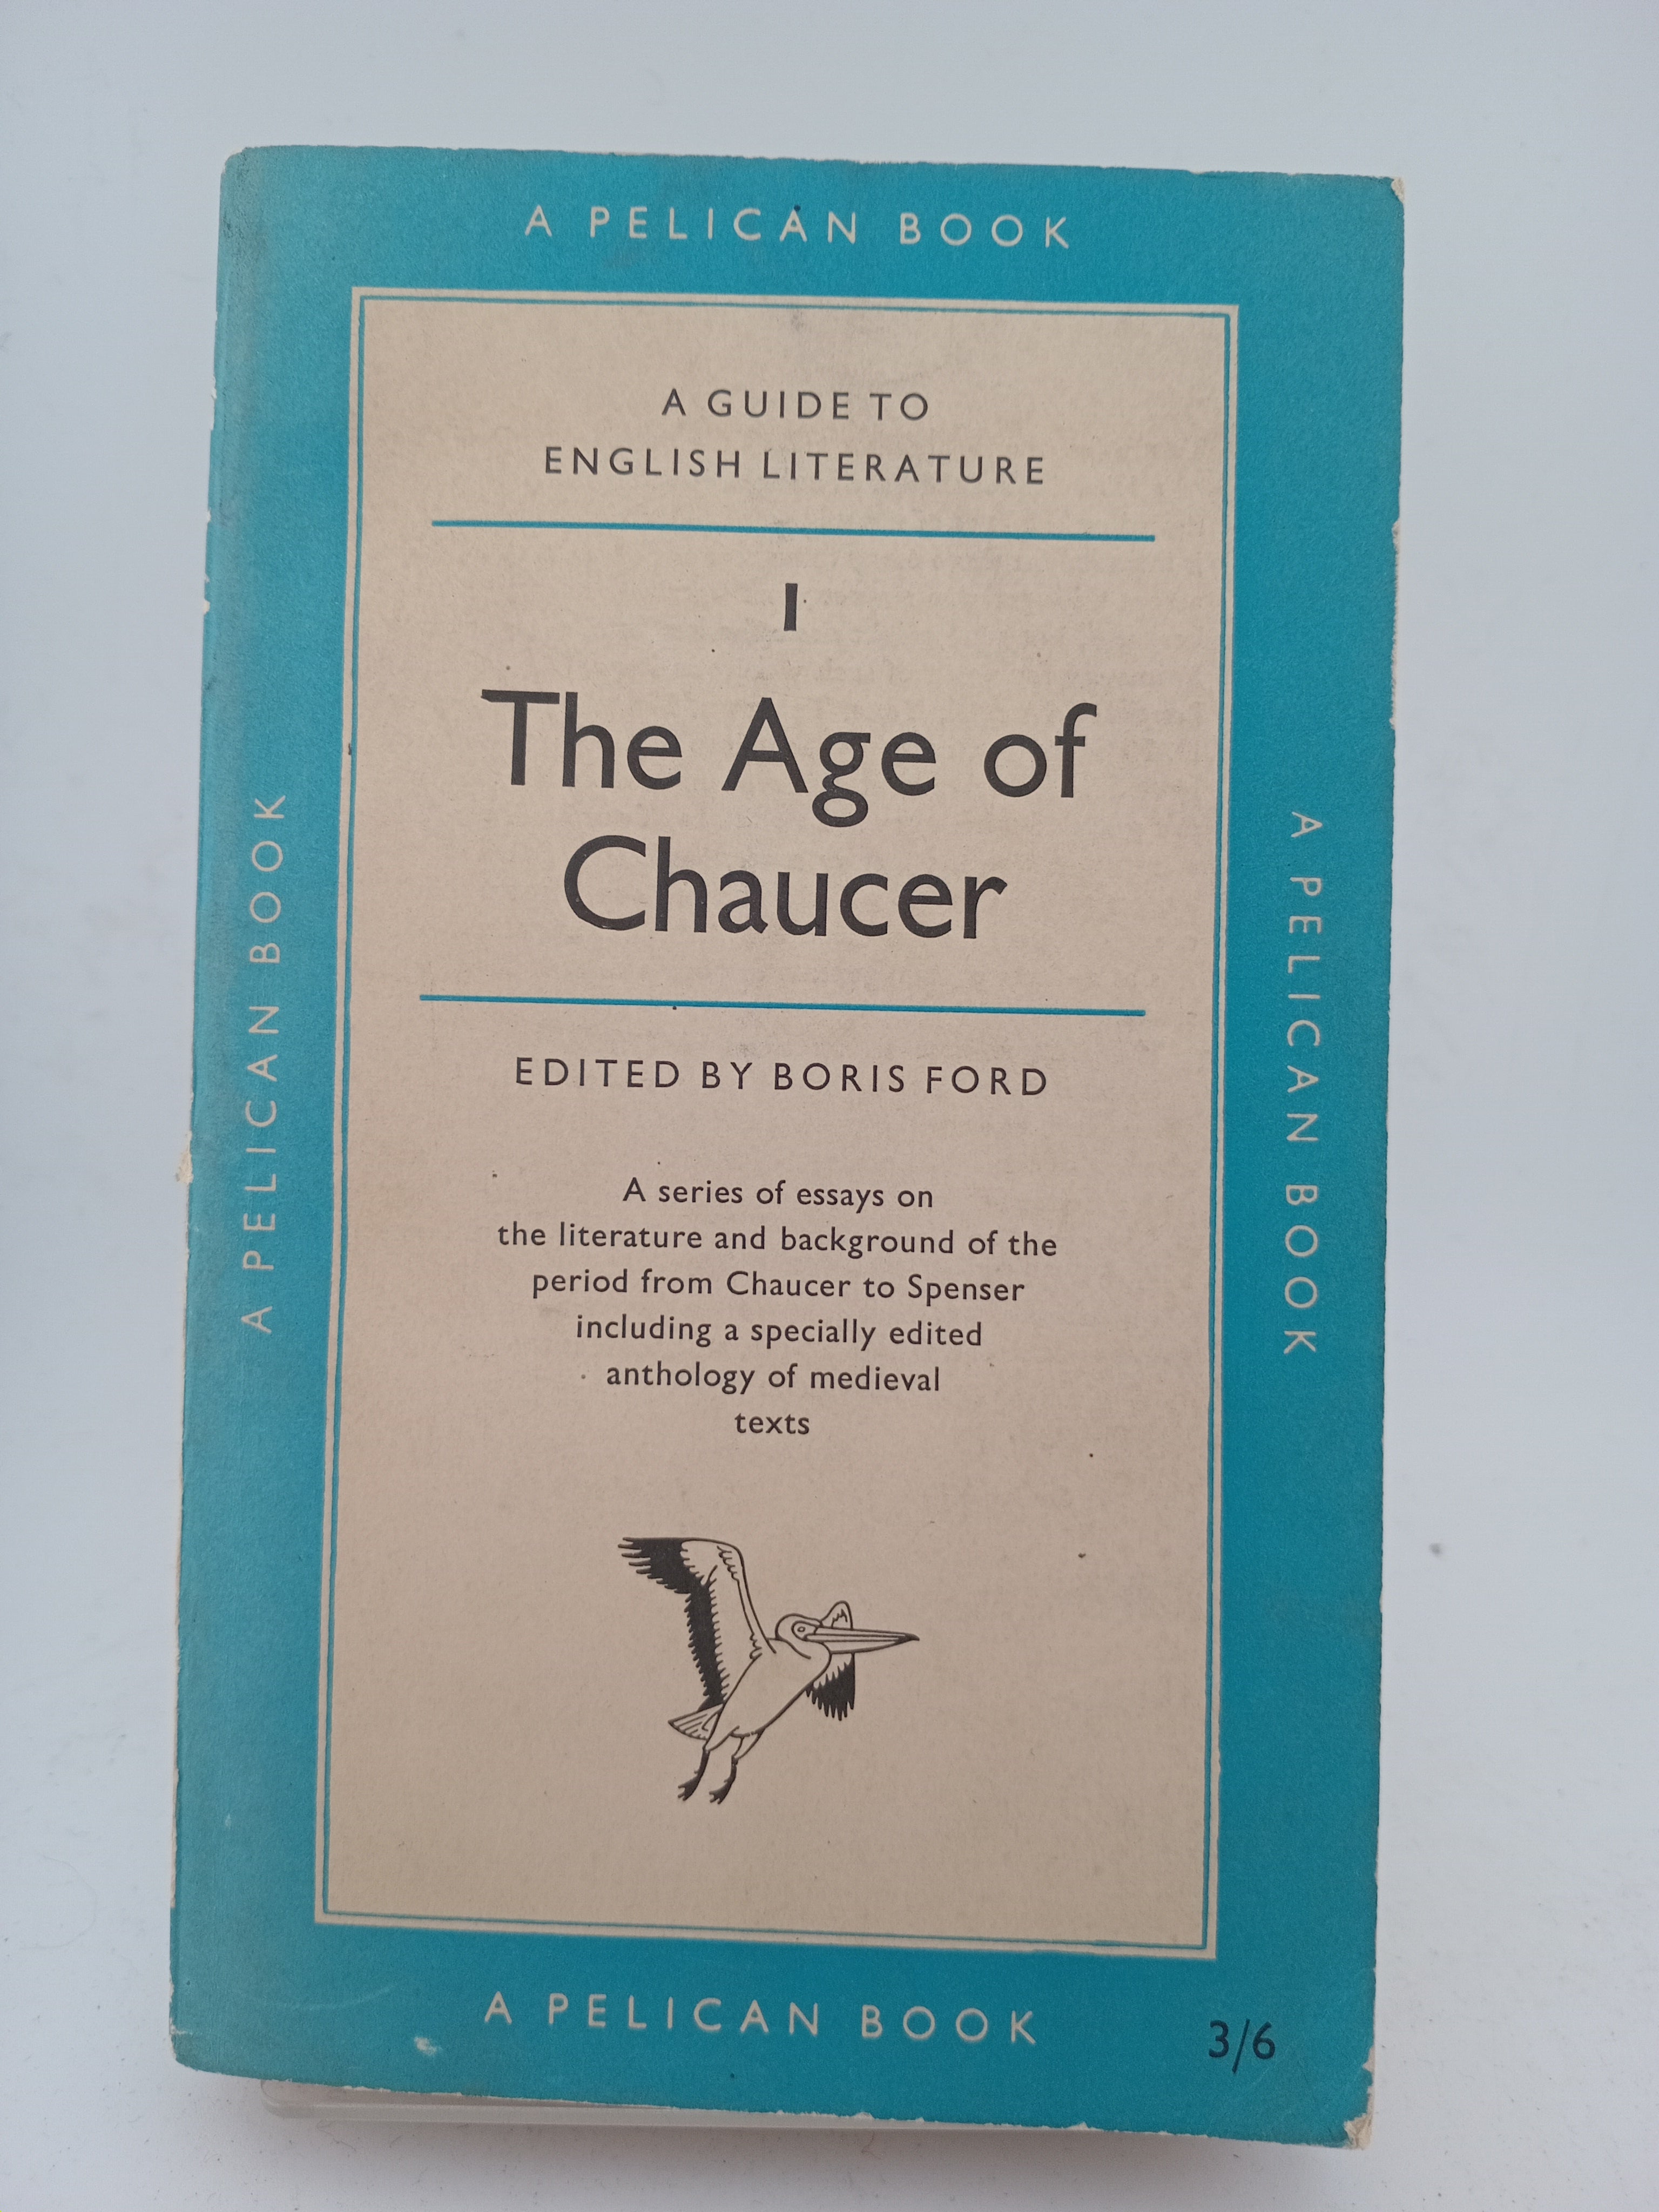 A PELICAN BOOK
A GUIDE TO
ENGLISH LITERATURE
I
The Age of
Chaucer
EDITED BY BORIS FORD
A series of essays on
the literature and background of the
period from Chaucer to Spenser
including a specially edited
anthology of medieval
texts
A PELICAN BOOK
A PELICAN BOOK
A PELICAN BOOK
3/6